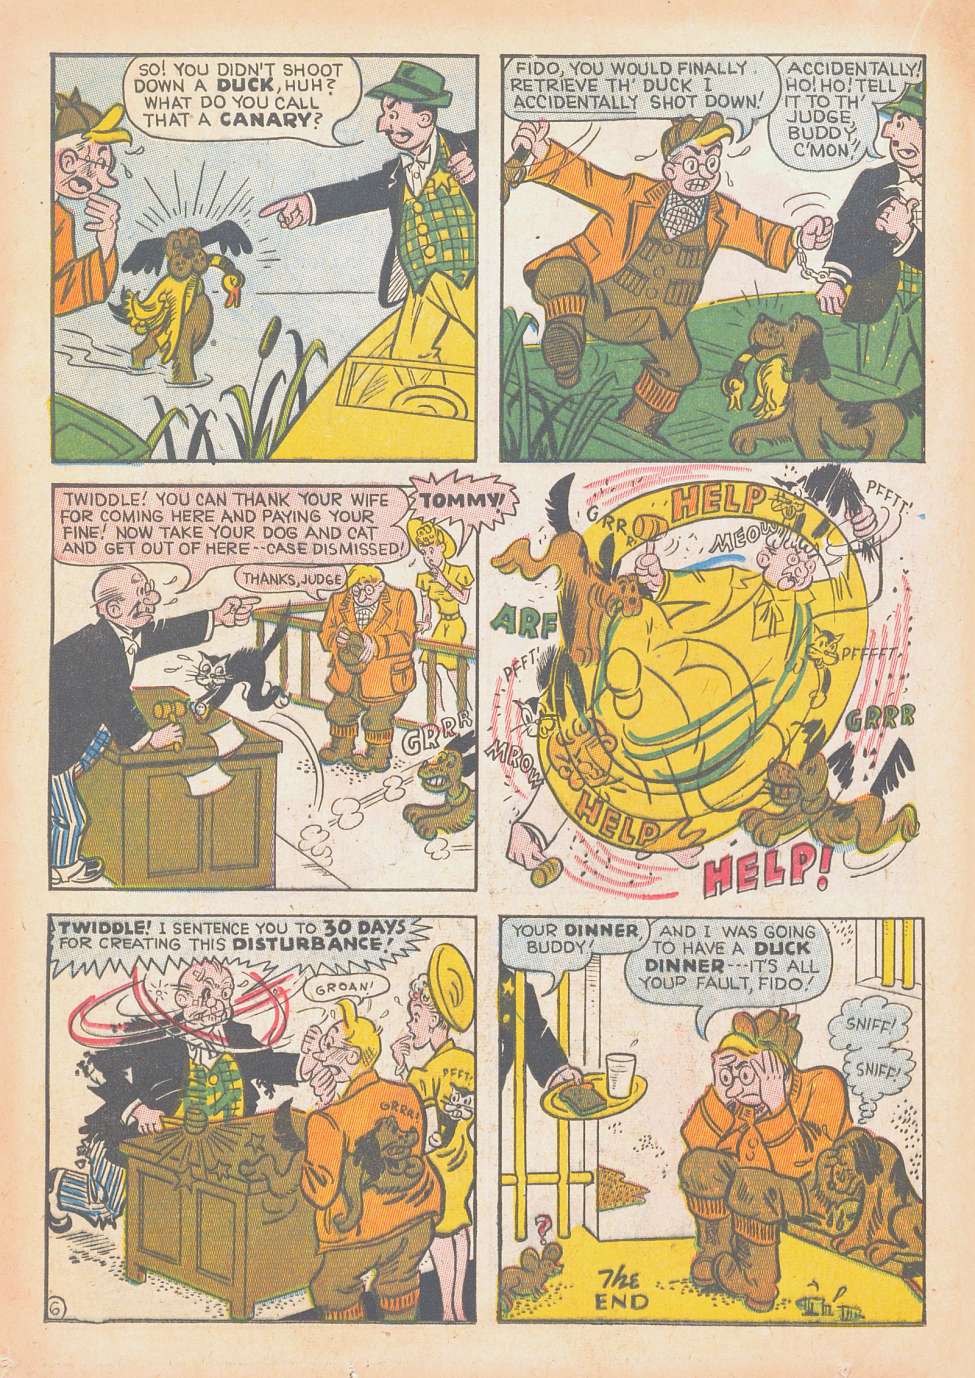 SO! YOU DIDN'T SHOOT
DOWN A DUCK, HUH?
WHAT DO YOU CALL
THAT A CANARY?
FIDO, YOU WOULD FINALLY
RETRIEVE TH' DUCK I
ACCIDENTALLY SHOT DOWN!
ACCIDENTALLY!
HO! HO! TELL
IT TO TH'
JUDGE,
BUDDY,
C'MON!
TWIDDLE! YOU CAN THANK YOUR WIFE
FOR COMING HERE AND PAYING YOUR
FINE! NOW TAKE YOUR DOG AND CAT
AND GET OUT OF HERE--CASE DISMISSED!
TOMMY!
THANKS, JUDGE
GRRR
HELP
GRR
R!
MEOW
PFFT!
ARF
PFFT!
PFFFFT!
GRRR
MROW
HELP
HELP!
TWIDDLE! I SENTENCE YOU TO 30 DAYS
FOR CREATING THIS DISTURBANCE!
GROAN!
PFFT!
GRRR!
6
YOUR DINNER,
BUDDY!
AND I WAS GOING
TO HAVE A DUCK
DINNER---IT'S ALL
YOUR FAULT, FIDO!
SNIFF!
SNIFF!
?
The
END